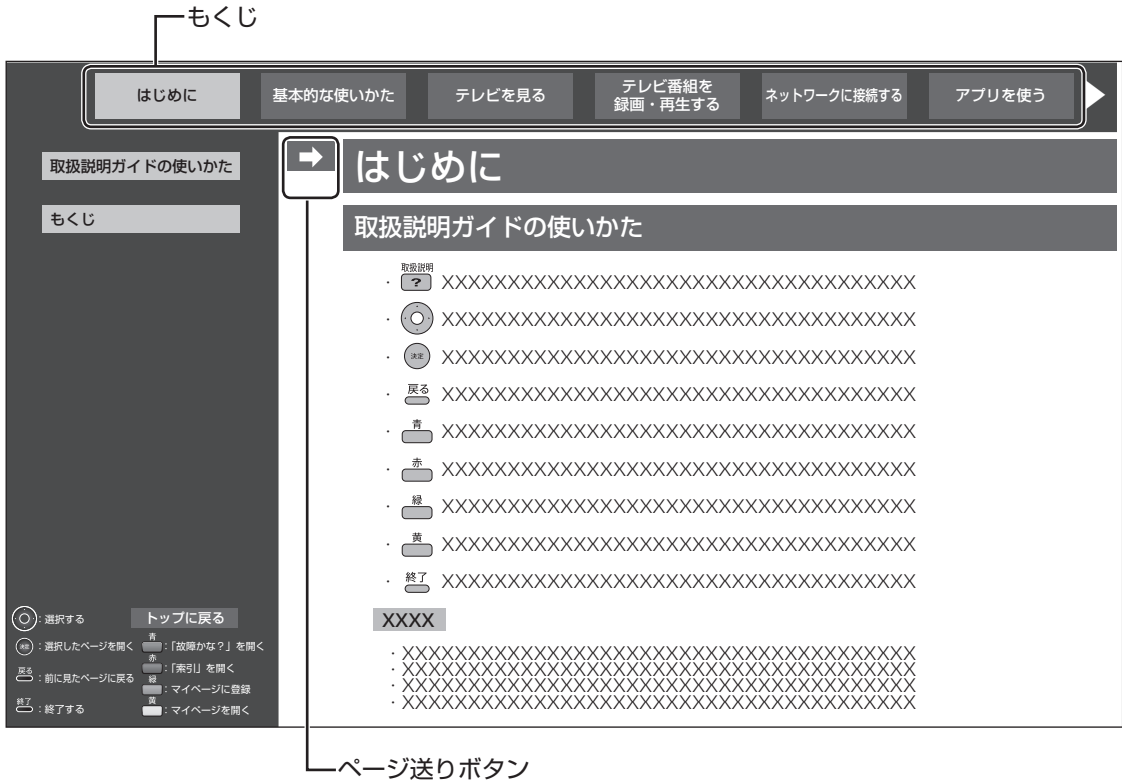 もくじ
はじめに
基本的な使いかた
テレビを見る
テレビ番組を
録画・再生する
ネットワークに接続する
アプリを使う
取扱説明ガイドの使いかた
もくじ
はじめに
取扱説明ガイドの使いかた
取扱説明
· ? XXXXXXXXXXXXXXXXXXXXXXXXXXXXXXXXXXXX
· XXXXXXXXXXXXXXXXXXXXXXXXXXXXXXXXXXXX
· 決定 XXXXXXXXXXXXXXXXXXXXXXXXXXXXXXXXXXXX
· 戻る XXXXXXXXXXXXXXXXXXXXXXXXXXXXXXXXXXXX
· 青 XXXXXXXXXXXXXXXXXXXXXXXXXXXXXXXXXXXX
· 赤 XXXXXXXXXXXXXXXXXXXXXXXXXXXXXXXXXXXX
· 緑 XXXXXXXXXXXXXXXXXXXXXXXXXXXXXXXXXXXX
· 黄 XXXXXXXXXXXXXXXXXXXXXXXXXXXXXXXXXXXX
· 終了 XXXXXXXXXXXXXXXXXXXXXXXXXXXXXXXXXXXX
XXXX
· XXXXXXXXXXXXXXXXXXXXXXXXXXXXXXXXXXXXXXX
· XXXXXXXXXXXXXXXXXXXXXXXXXXXXXXXXXXXXXXX
· XXXXXXXXXXXXXXXXXXXXXXXXXXXXXXXXXXXXXXX
· XXXXXXXXXXXXXXXXXXXXXXXXXXXXXXXXXXXXXXX
: 選択する
トップに戻る
決定 : 選択したページを開く
青 : 「故障かな？」を開く
赤 : 「索引」を開く
戻る : 前に見たページに戻る
緑 : マイページに登録
終了 : 終了する
黄 : マイページを開く
ページ送りボタン